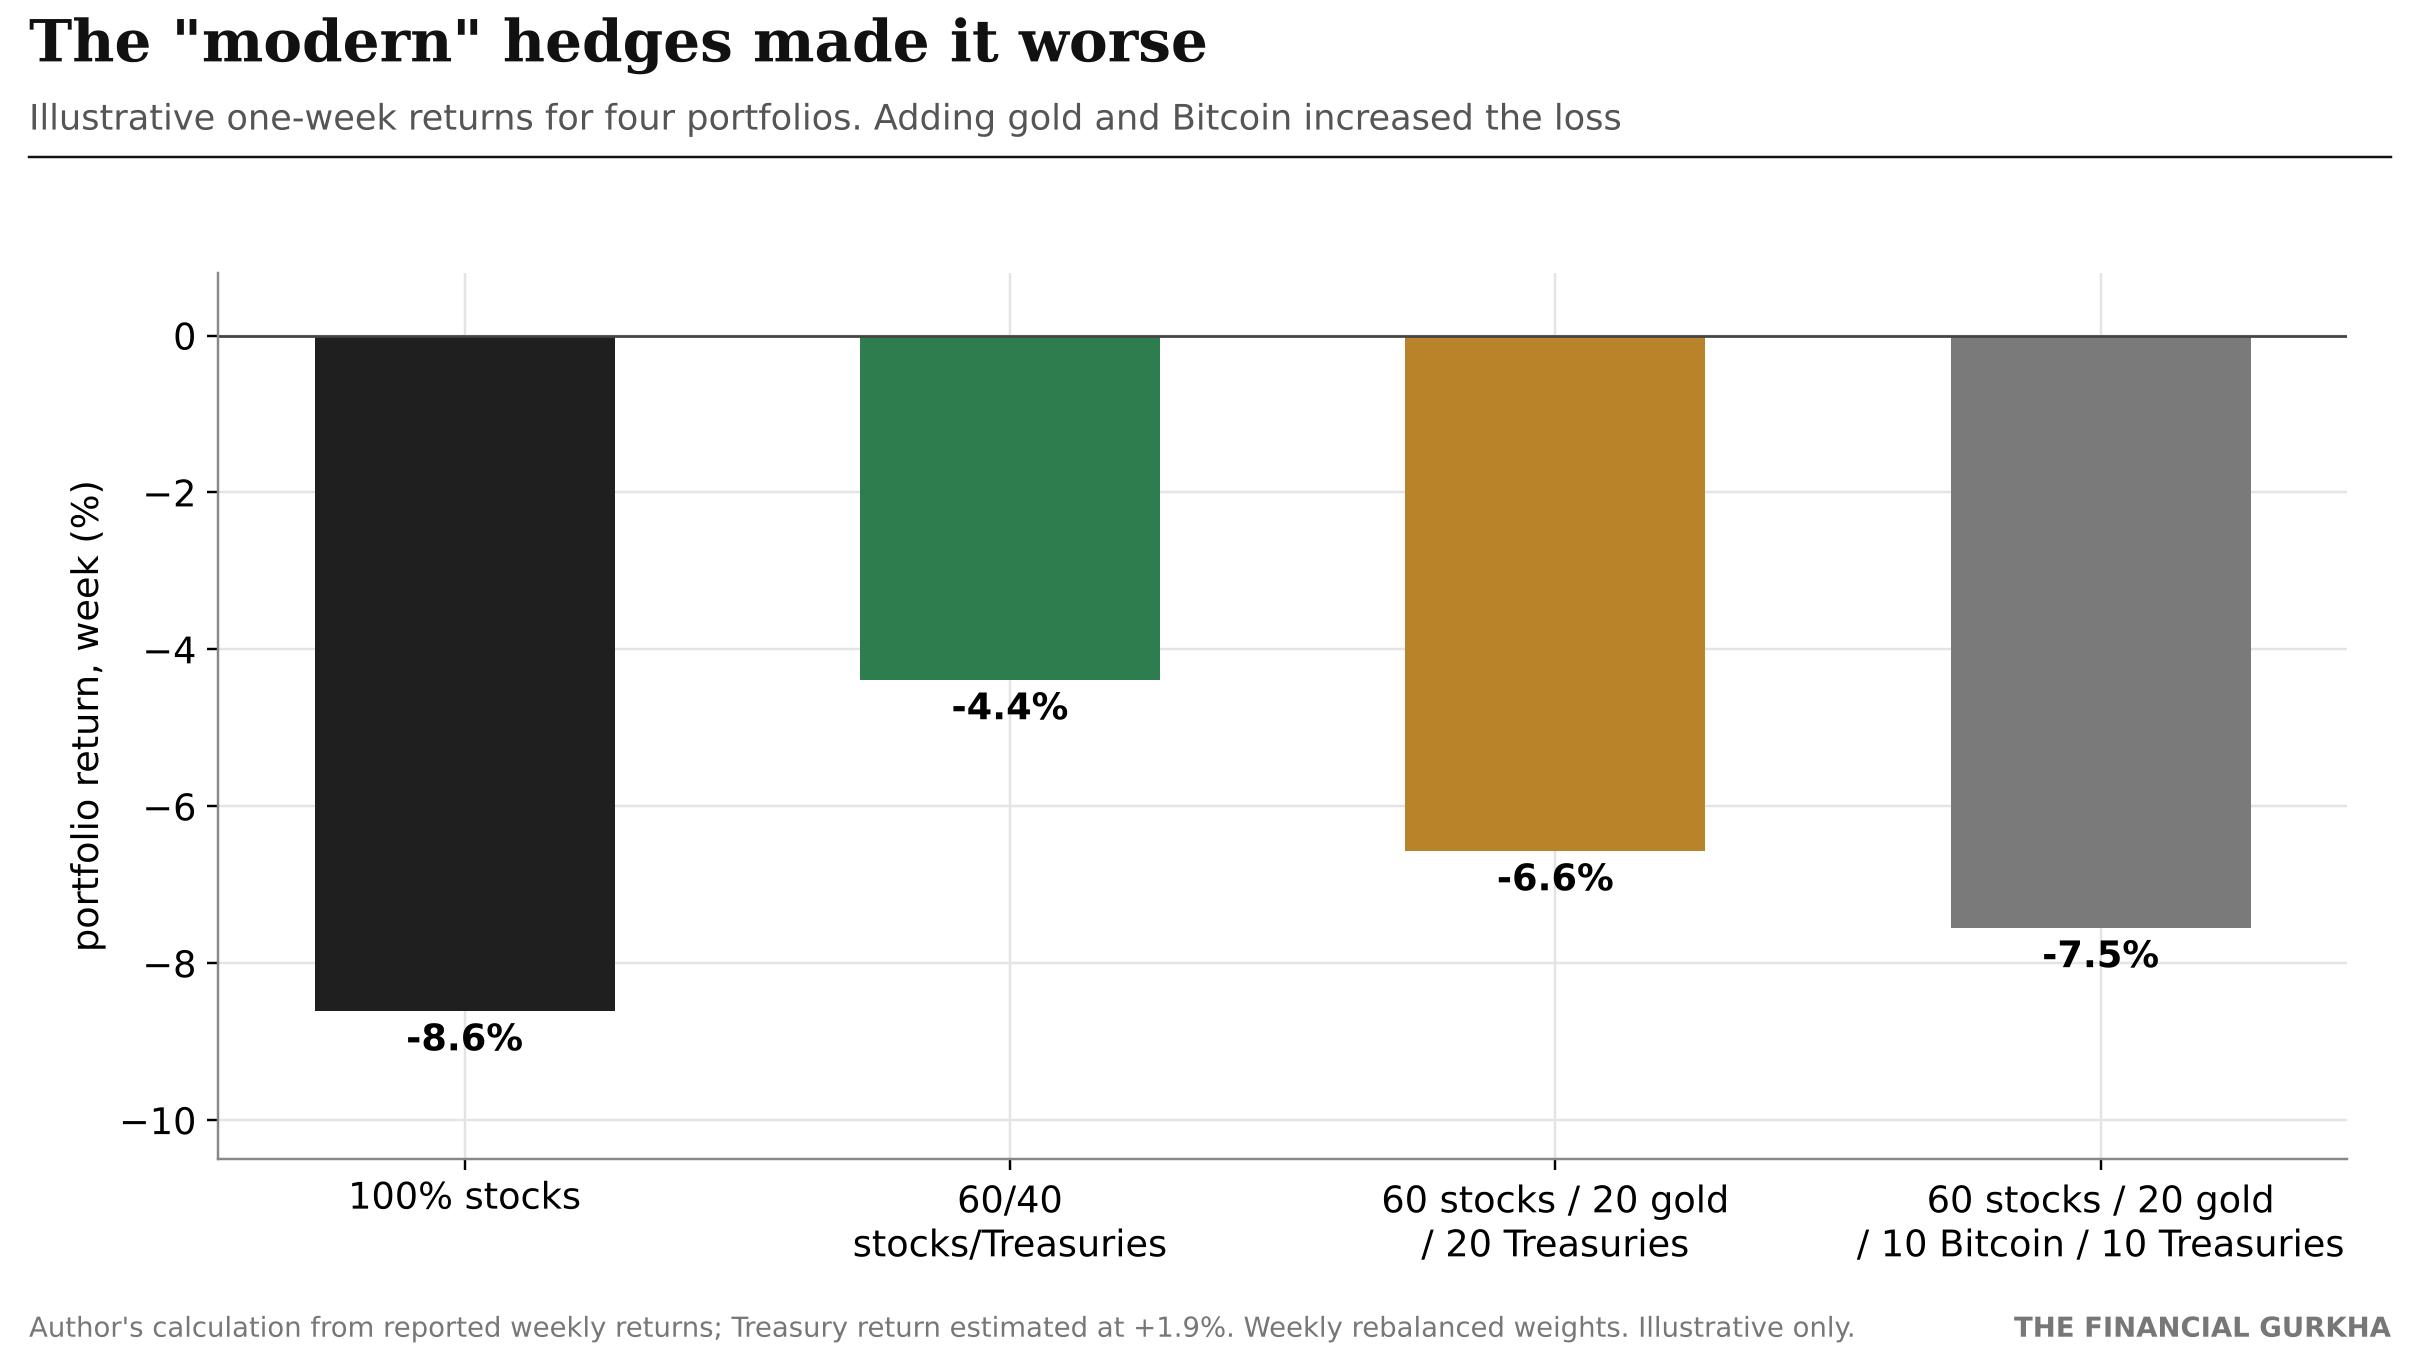 The "modern" hedges made it worse
Illustrative one-week returns for four portfolios. Adding gold and Bitcoin increased the loss
portfolio return, week (%)
0
−2
−4
−6
−8
−10
-8.6%
-4.4%
-6.6%
-7.5%
100% stocks
60/40
stocks/Treasuries
60 stocks / 20 gold
/ 20 Treasuries
60 stocks / 20 gold
/ 10 Bitcoin / 10 Treasuries
Author's calculation from reported weekly returns; Treasury return estimated at +1.9%. Weekly rebalanced weights. Illustrative only.
THE FINANCIAL GURKHA